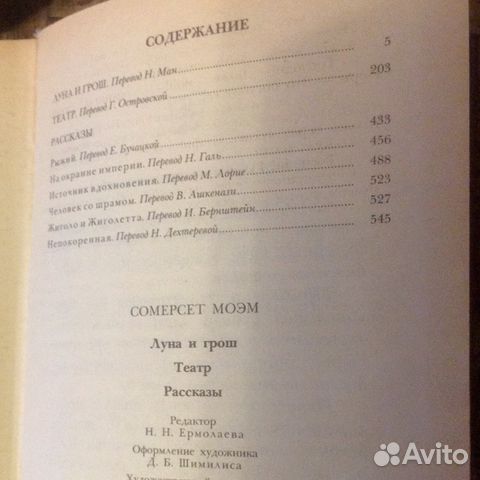 СОДЕРЖАНИЕ
ЛУНА И ГРОШ. Перевод Н. Ман 5
ТЕАТР. Перевод Г. Островской 203
РАССКАЗЫ
Рыжий. Перевод Е. Бучацкой 433
На окраине империи. Перевод Н. Галь 456
Источник вдохновения. Перевод М. Лорие 488
Человек со шрамом. Перевод В. Ашкенази 523
Жиголо и Жиголетта. Перевод И. Бернштейн 527
Непокоренная. Перевод Н. Дехтеревой 545
СОМЕРСЕТ МОЭМ
Луна и грош
Театр
Рассказы
Редактор
Н. Н. Ермолаева
Оформление художника
Д. Б. Шимилиса
Avito